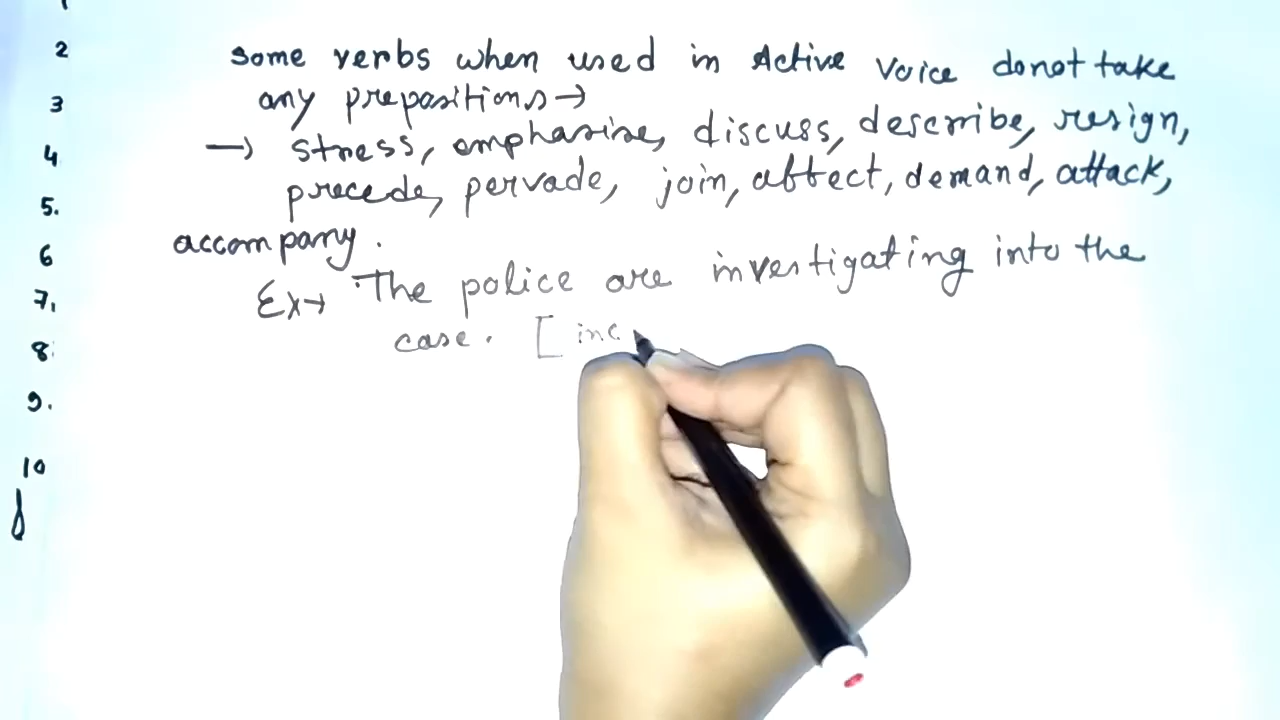 2 some verbs when used in Active Voice donot take
3 any prepasitions →
4 → stress, emphasise, discuss, describe, resign,
5. precede, pervade, join, affect, demand, attack,
6 accompany.
7. Ex→ The police are investigating into the
8. case. [ inc
9.
10